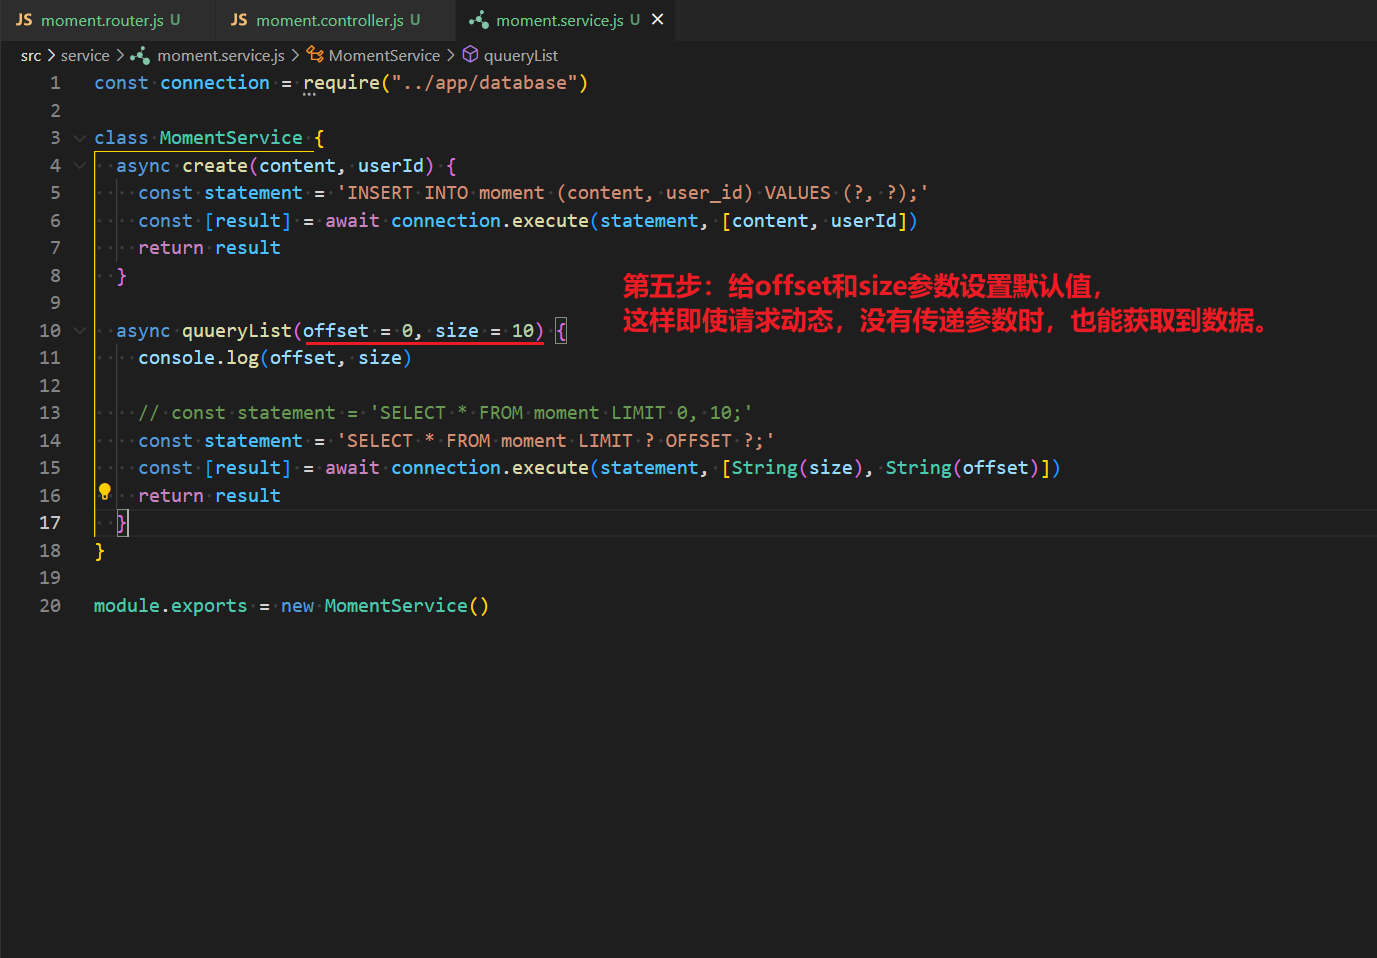 JS moment.router.js U
JS moment.controller.js U
moment.service.js U
src > service > moment.service.js > MomentService > quueryList
1 const connection = require("../app/database")
2
3 class MomentService {
4 async create(content, userId) {
5 const statement = 'INSERT INTO moment (content, user_id) VALUES (?, ?);'
6 const [result] = await connection.execute(statement, [content, userId])
7 return result
8 }
第五步：给offset和size参数设置默认值，
这样即使请求动态，没有传递参数时，也能获取到数据。
9
10 async quueryList(offset = 0, size = 10) {
11 console.log(offset, size)
12
13 // const statement = 'SELECT * FROM moment LIMIT 0, 10;'
14 const statement = 'SELECT * FROM moment LIMIT ? OFFSET ?;'
15 const [result] = await connection.execute(statement, [String(size), String(offset)])
16 return result
17 }
18 }
19
20 module.exports = new MomentService()